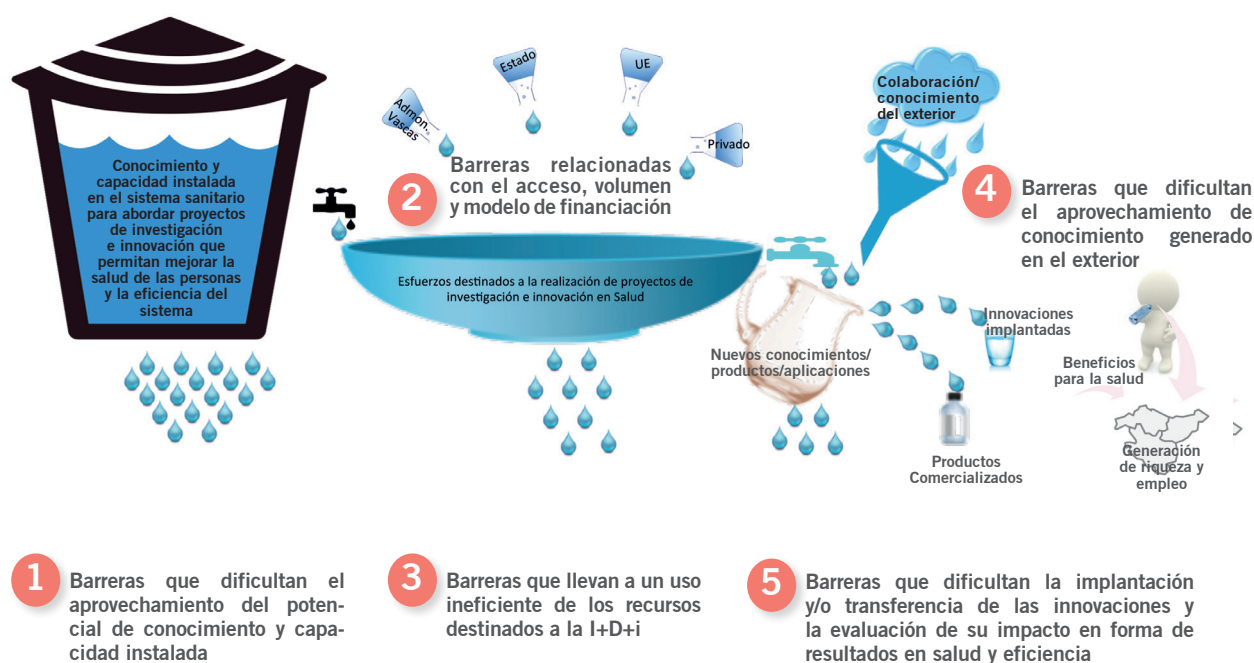 Conocimiento y
capacidad instalada
en el sistema sanitario
para abordar proyectos
de investigación
e innovación que
permitan mejorar la
salud de las personas
y la eficiencia del
sistema
Admon.
Vascas
Estado
UE
Privado
2
Barreras relacionadas
con el acceso, volumen
y modelo de financiación
Esfuerzos destinados a la realización de proyectos de
investigación e innovación en Salud
Colaboración/
conocimiento
del exterior
4
Barreras que dificultan
el aprovechamiento de
conocimiento generado
en el exterior
Nuevos conocimientos/
productos/aplicaciones
Innovaciones
implantadas
Productos
Comercializados
Beneficios
para la salud
Generación
de riqueza y
empleo
1
Barreras que dificultan el
aprovechamiento del poten-
cial de conocimiento y capa-
cidad instalada
3
Barreras que llevan a un uso
ineficiente de los recursos
destinados a la I+D+i
5
Barreras que dificultan la implantación
y/o transferencia de las innovaciones y
la evaluación de su impacto en forma de
resultados en salud y eficiencia